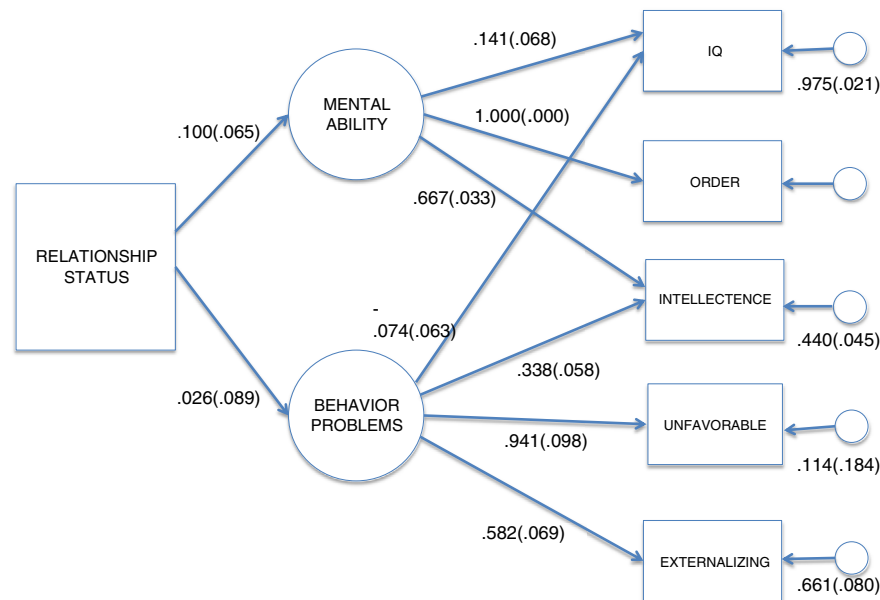 .141(.068)
IQ
.975(.021)
MENTAL
ABILITY
1.000(.000)
.100(.065)
ORDER
.667(.033)
RELATIONSHIP
STATUS
INTELLECTENCE
-
.074(.063)
.440(.045)
.338(.058)
.026(.089)
BEHAVIOR
PROBLEMS
UNFAVORABLE
.941(.098)
.114(.184)
.582(.069)
EXTERNALIZING
.661(.080)